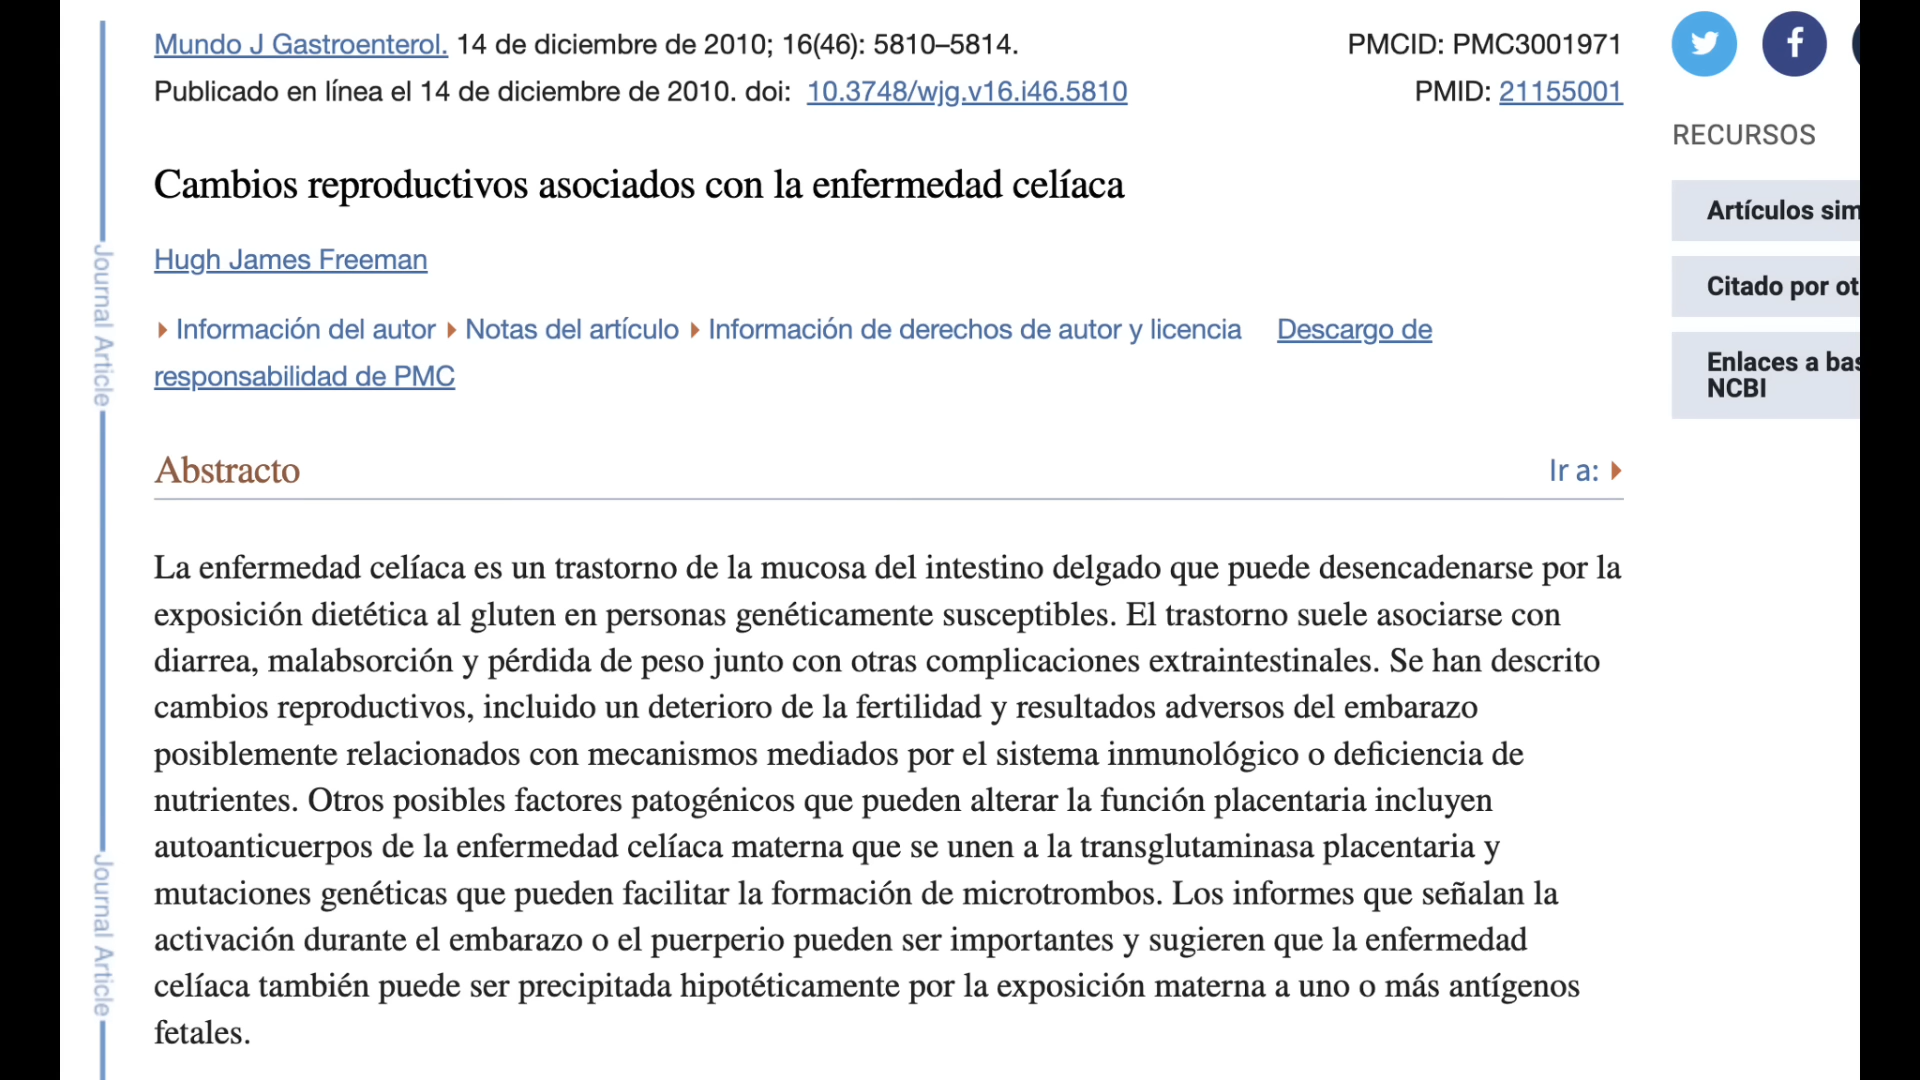 Mundo J Gastroenterol. 14 de diciembre de 2010; 16(46): 5810–5814.
PMCID: PMC3001971
Publicado en línea el 14 de diciembre de 2010. doi: 10.3748/wjg.v16.i46.5810
PMID: 21155001
Cambios reproductivos asociados con la enfermedad celíaca
Hugh James Freeman
Información del autor Notas del artículo Información de derechos de autor y licencia Descargo de
responsabilidad de PMC
Abstracto
Ir a:
La enfermedad celíaca es un trastorno de la mucosa del intestino delgado que puede desencadenarse por la
exposición dietética al gluten en personas genéticamente susceptibles. El trastorno suele asociarse con
diarrea, malabsorción y pérdida de peso junto con otras complicaciones extraintestinales. Se han descrito
cambios reproductivos, incluido un deterioro de la fertilidad y resultados adversos del embarazo
posiblemente relacionados con mecanismos mediados por el sistema inmunológico o deficiencia de
nutrientes. Otros posibles factores patogénicos que pueden alterar la función placentaria incluyen
autoanticuerpos de la enfermedad celíaca materna que se unen a la transglutaminasa placentaria y
mutaciones genéticas que pueden facilitar la formación de microtrombos. Los informes que señalan la
activación durante el embarazo o el puerperio pueden ser importantes y sugieren que la enfermedad
celíaca también puede ser precipitada hipotéticamente por la exposición materna a uno o más antígenos
fetales.
Journal Article
Journal Article
RECURSOS
Artículos sim
Citado por ot
Enlaces a bas
NCBI